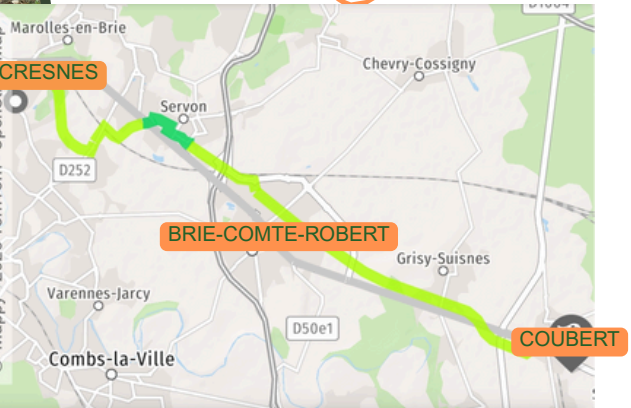 D1004
Marolles-en-Brie
Chevry-Cossigny
CRESNES
Servon
D252
BRIE-COMTE-ROBERT
Grisy-Suisnes
Varennes-Jarcy
D50e1
COUBERT
Combs-la-Ville